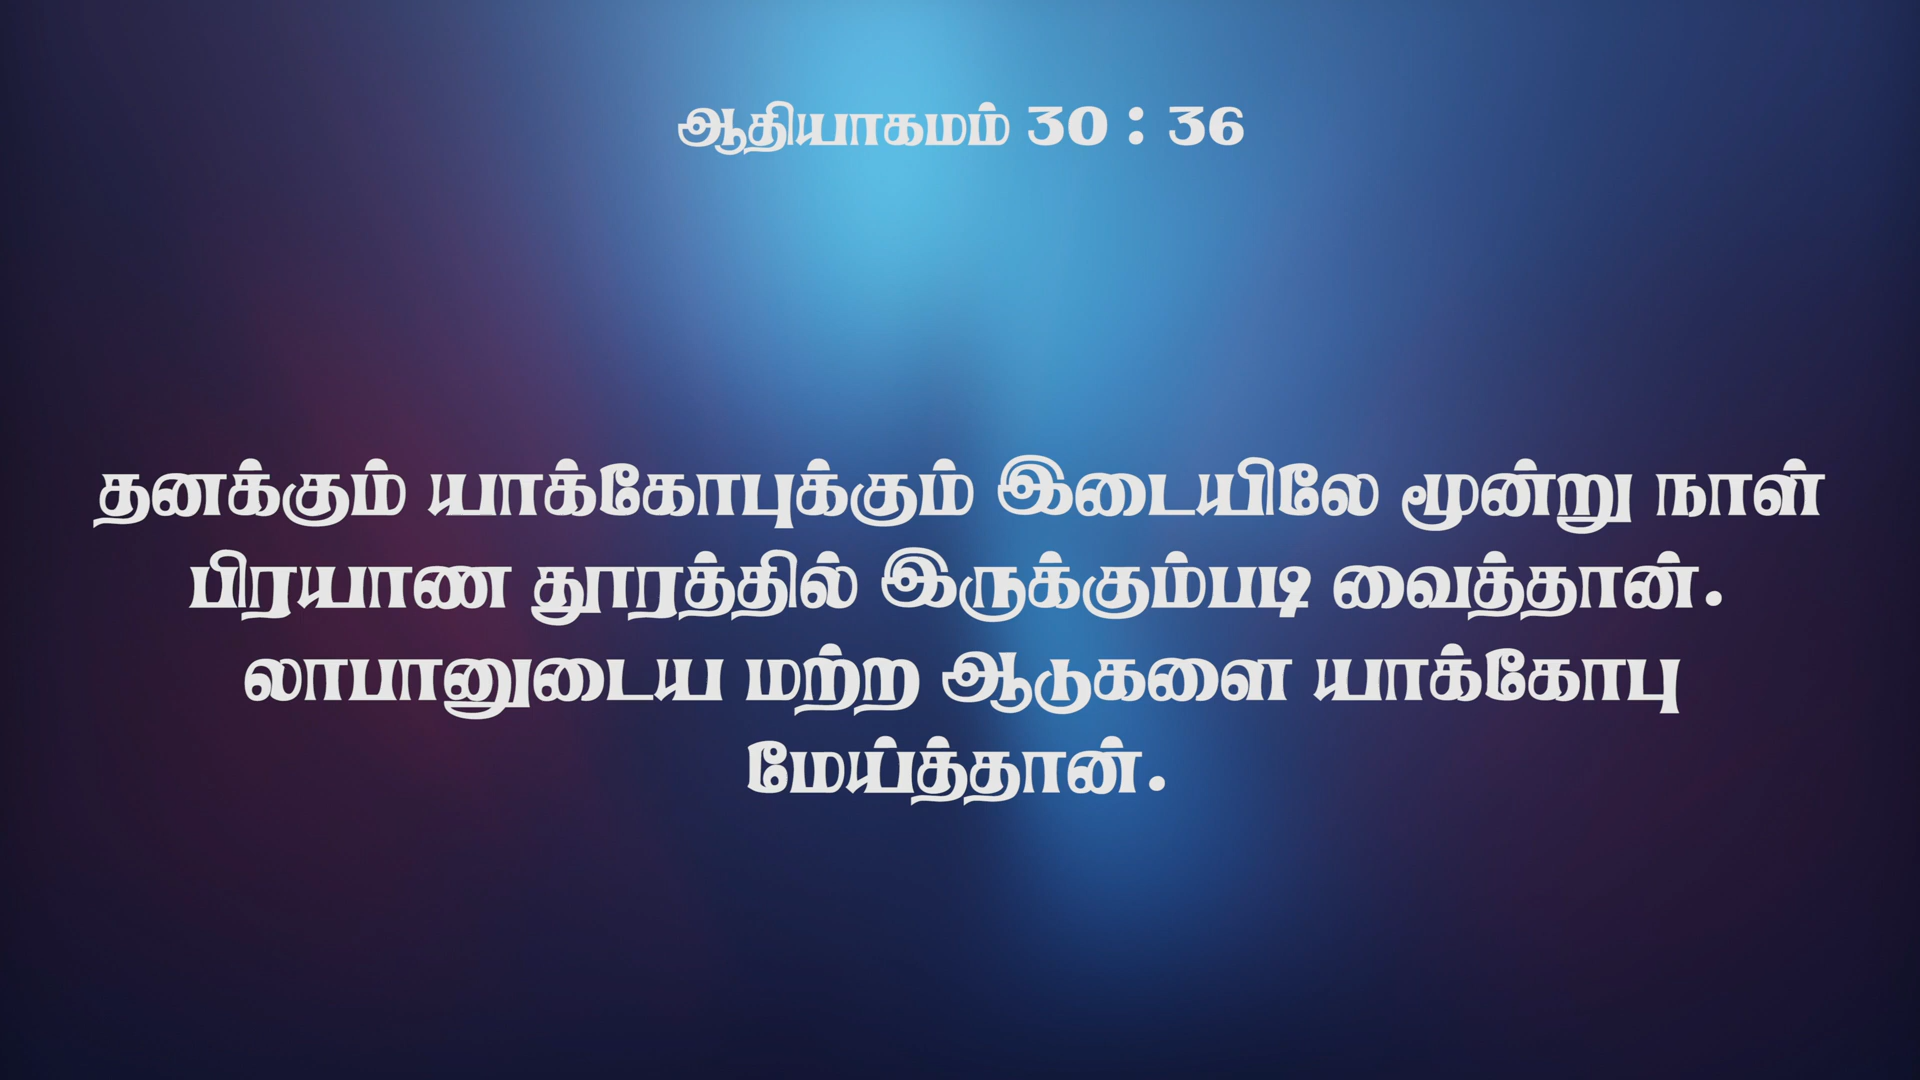 ஆதியாகமம் 30 : 36
தனக்கும் யாக்கோபுக்கும் இடையிலே மூன்று நாள்
பிரயாண தூரத்தில் இருக்கும்படி வைத்தான்.
லாபானுடைய மற்ற ஆடுகளை யாக்கோபு
மேய்த்தான்.